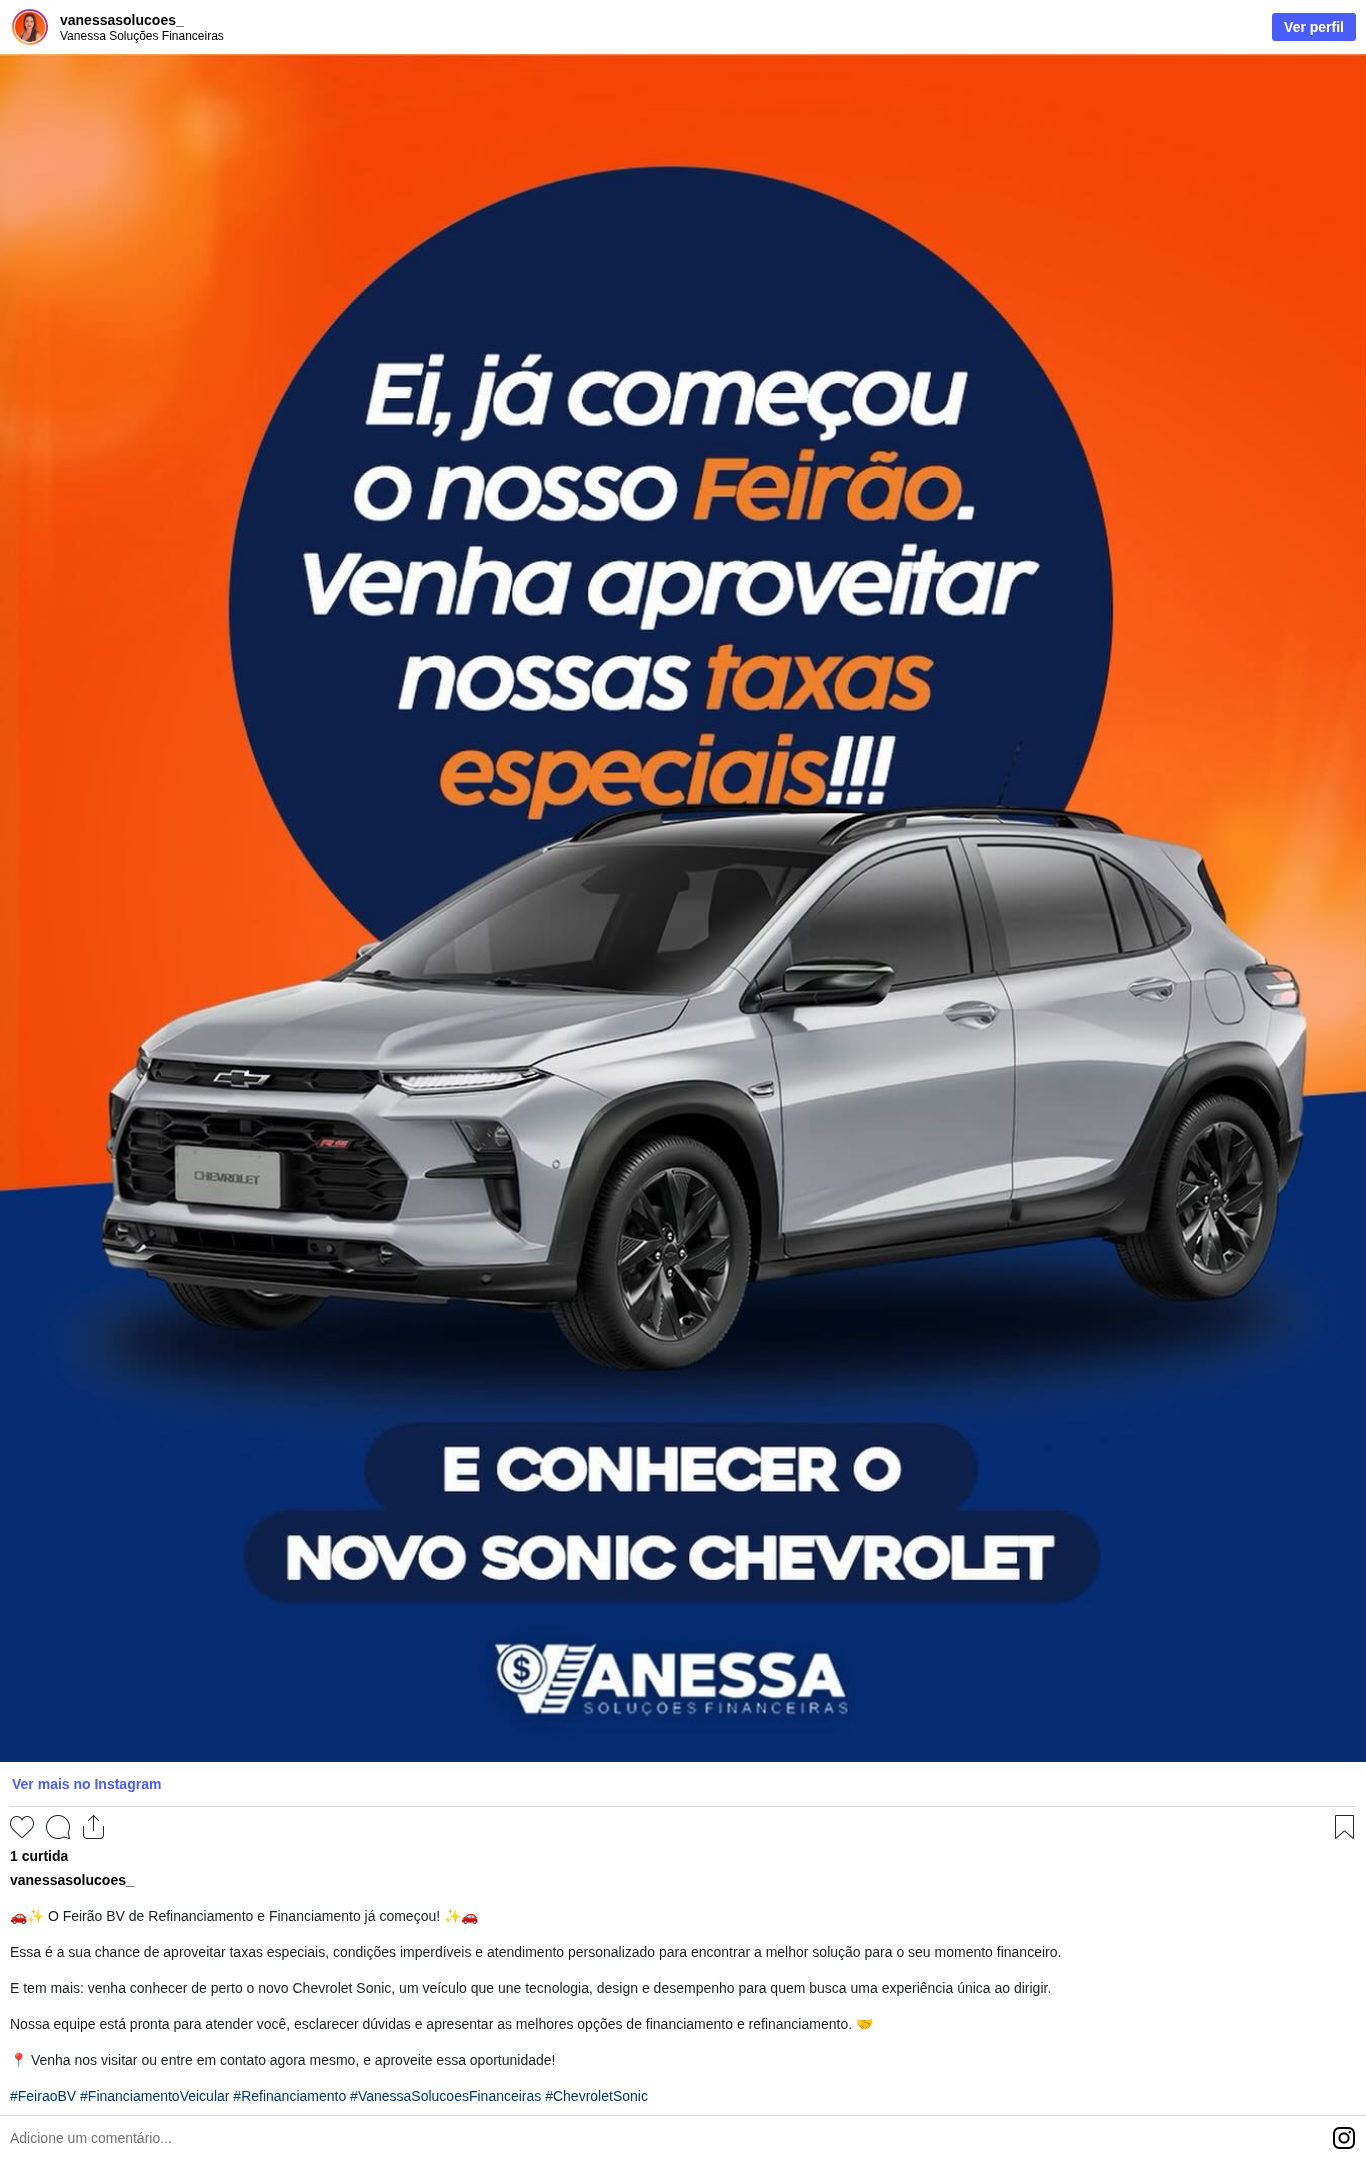 vanessasolucoes_
Vanessa Soluções Financeiras
Ver perfil
Ei, já começou
o nosso Feirão.
Venha aproveitar
nossas taxas
especiais!!!
RS
CHEVROLET
E CONHECER O
NOVO SONIC CHEVROLET
$ VANESSA
SOLUÇOES FINANCEIRAS
Ver mais no Instagram
1 curtida
vanessasolucoes_
🚗✨ O Feirão BV de Refinanciamento e Financiamento já começou! ✨🚗
Essa é a sua chance de aproveitar taxas especiais, condições imperdíveis e atendimento personalizado para encontrar a melhor solução para o seu momento financeiro.
E tem mais: venha conhecer de perto o novo Chevrolet Sonic, um veículo que une tecnologia, design e desempenho para quem busca uma experiência única ao dirigir.
Nossa equipe está pronta para atender você, esclarecer dúvidas e apresentar as melhores opções de financiamento e refinanciamento. 🤝
📍 Venha nos visitar ou entre em contato agora mesmo, e aproveite essa oportunidade!
#FeiraoBV #FinanciamentoVeicular #Refinanciamento #VanessaSolucoesFinanceiras #ChevroletSonic
Adicione um comentário...